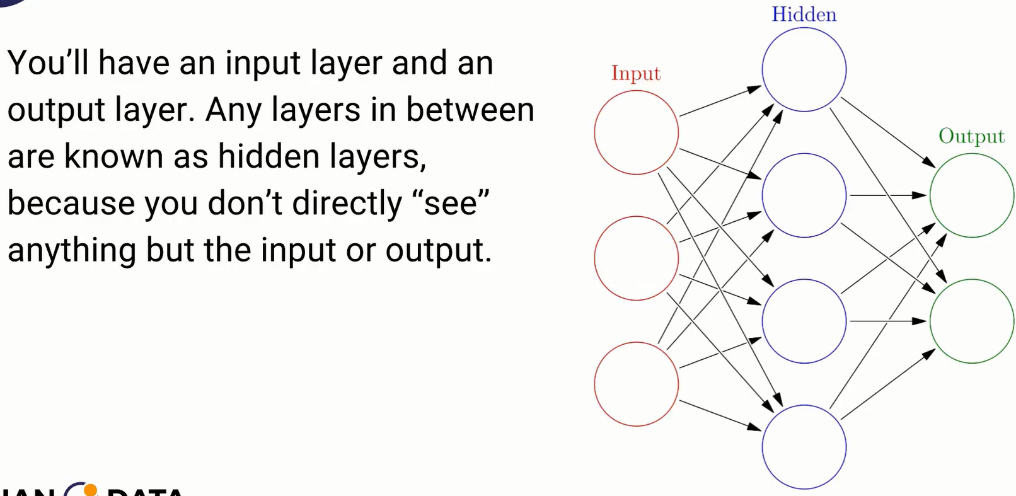 You’ll have an input layer and an
output layer. Any layers in between
are known as hidden layers,
because you don’t directly “see”
anything but the input or output.
Hidden
Input
Output
DATA